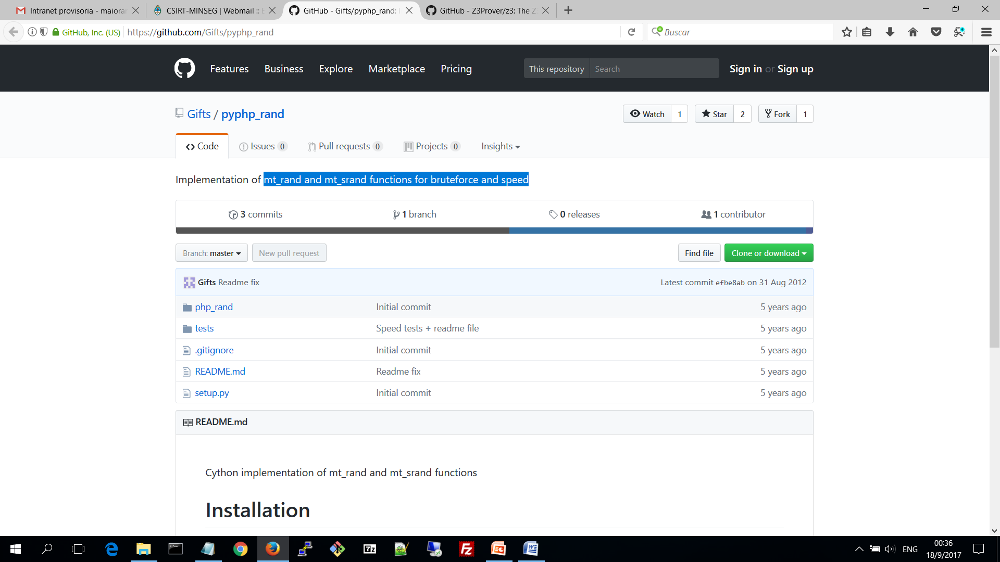 Intranet provisoria - maiorar
CSIRT-MINSEG | Webmail ::
GitHub - Gifts/pyphp_rand:
GitHub - Z3Prover/z3: The Z
GitHub, Inc. (US)
https://github.com/Gifts/pyphp_rand
Buscar
Features
Business
Explore
Marketplace
Pricing
This repository
Search
Sign in or Sign up
Gifts / pyphp_rand
Watch 1
Star 2
Fork 1
Code
Issues 0
Pull requests 0
Projects 0
Insights
Implementation of mt_rand and mt_srand functions for bruteforce and speed
3 commits
1 branch
0 releases
1 contributor
Branch: master
New pull request
Find file
Clone or download
Gifts Readme fix
Latest commit efbe8ab on 31 Aug 2012
php_rand Initial commit 5 years ago
tests Speed tests + readme file 5 years ago
.gitignore Initial commit 5 years ago
README.md Readme fix 5 years ago
setup.py Initial commit 5 years ago
README.md
Cython implementation of mt_rand and mt_srand functions
Installation
7z
Fz
ENG
00:36
18/9/2017